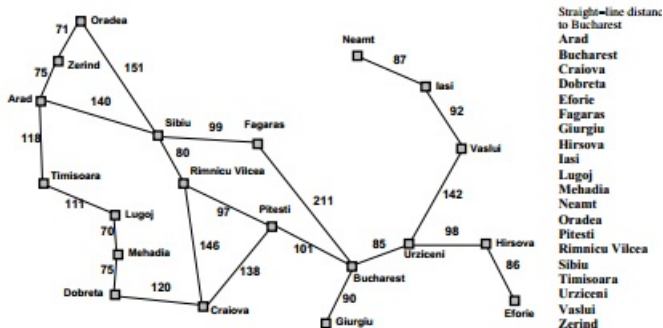 Straight-line distanc
to Bucharest
Arad
Bucharest
Craiova
Dobreta
Eforie
Fagaras
Giurgiu
Hirsova
Iasi
Lugoj
Mehadia
Neamt
Oradea
Pitesti
Rimnicu Vilcea
Sibiu
Timisoara
Urziceni
Vaslui
Zerind
Oradea
71
Zerind
75
151
Arad
140
118
Sibiu
99
Fagaras
80
Rimnicu Vilcea
Timisoara
111
Lugoj
70
Mehadia
75
Dobreta
120
Craiova
146
97
Pitesti
138
101
211
Bucharest
90
Giurgiu
85
Urziceni
98
Hirsova
86
Eforie
142
Vaslui
92
Iasi
87
Neamt